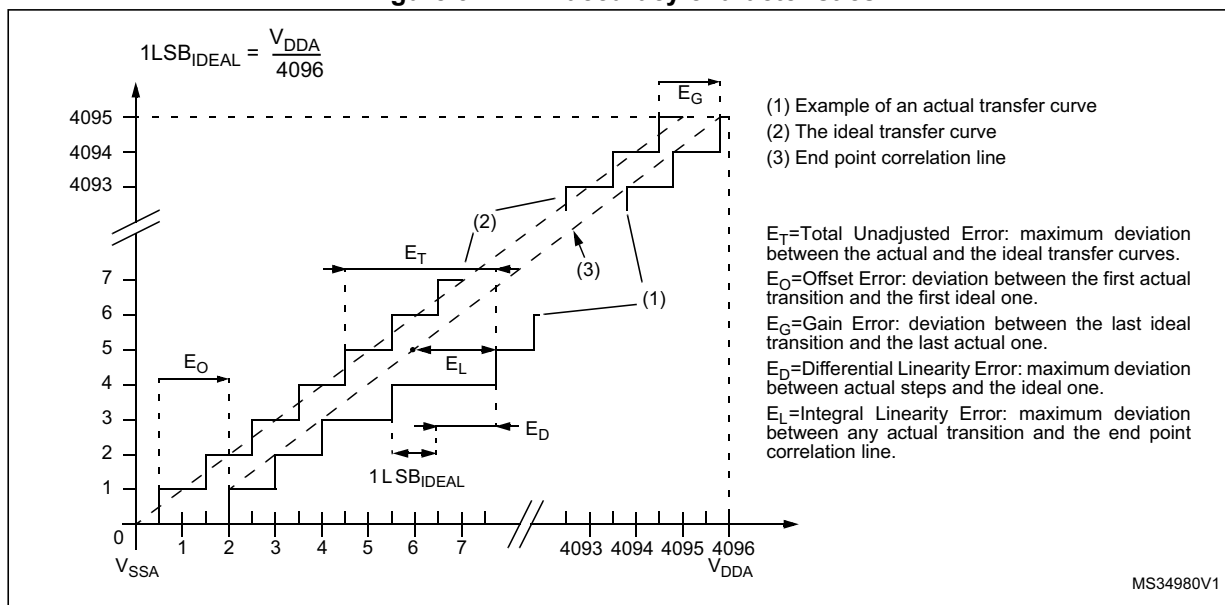 1LSB_IDEAL = V_DDA / 4096
E_G
4095
4094
4093
(1) Example of an actual transfer curve
(2) The ideal transfer curve
(3) End point correlation line
(2)
(3)
(1)
E_T
7
6
5
4
3
2
1
0
E_O
E_L
E_D
1 LSB_IDEAL
E_T=Total Unadjusted Error: maximum deviation
between the actual and the ideal transfer curves.
E_O=Offset Error: deviation between the first actual
transition and the first ideal one.
E_G=Gain Error: deviation between the last ideal
transition and the last actual one.
E_D=Differential Linearity Error: maximum deviation
between actual steps and the ideal one.
E_L=Integral Linearity Error: maximum deviation
between any actual transition and the end point
correlation line.
1 2 3 4 5 6 7 4093 4094 4095 4096
V_SSA V_DDA
MS34980V1